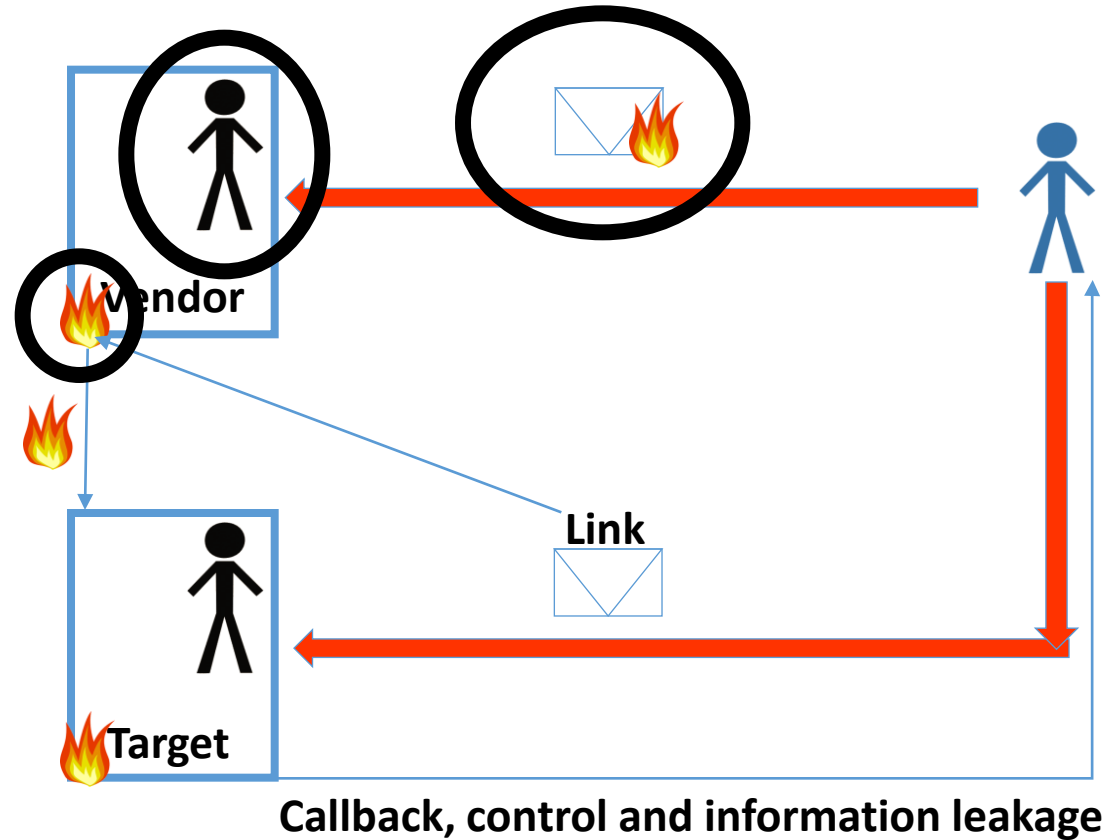 Vendor
Link
Target
Callback, control and information leakage